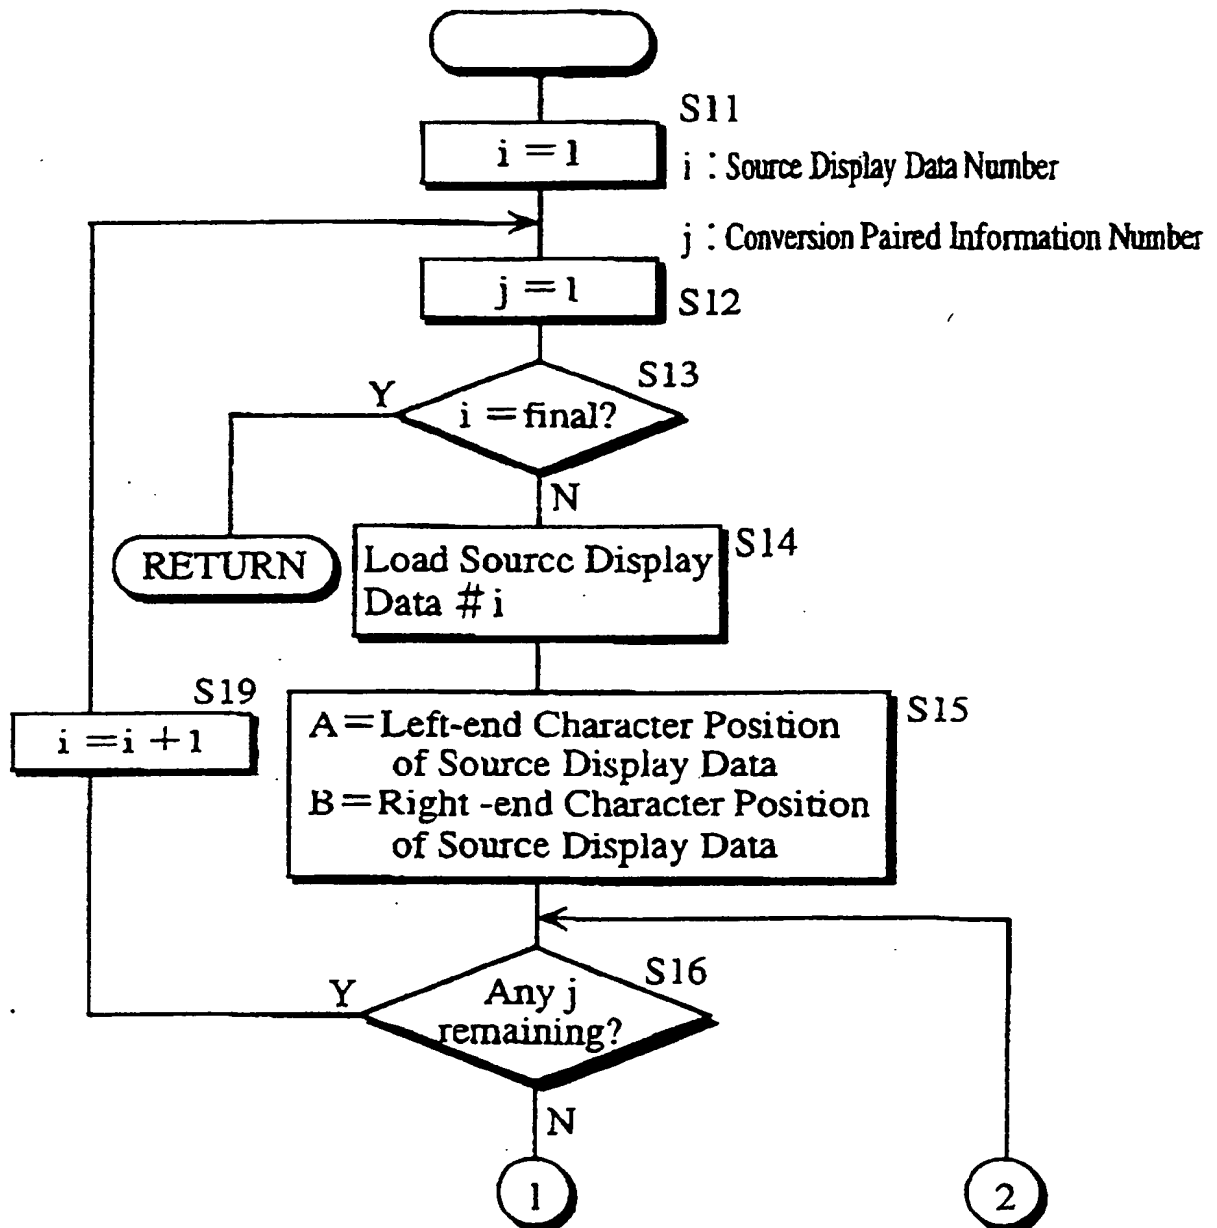 S11
i = 1
i : Source Display Data Number
j : Conversion Paired Information Number
j = 1
S12
S13
Y
i = final?
N
RETURN
S14
Load Source Display
Data # i
S19
i = i + 1
S15
A = Left-end Character Position
of Source Display Data
B = Right -end Character Position
of Source Display Data
S16
Y
Any j
remaining?
N
1
2